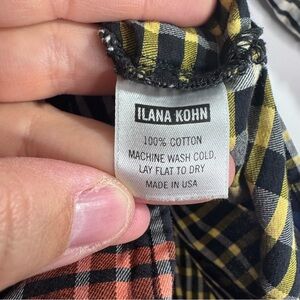 ILANA KOHN
100% COTTON
MACHINE WASH COLD,
LAY FLAT TO DRY
MADE IN USA